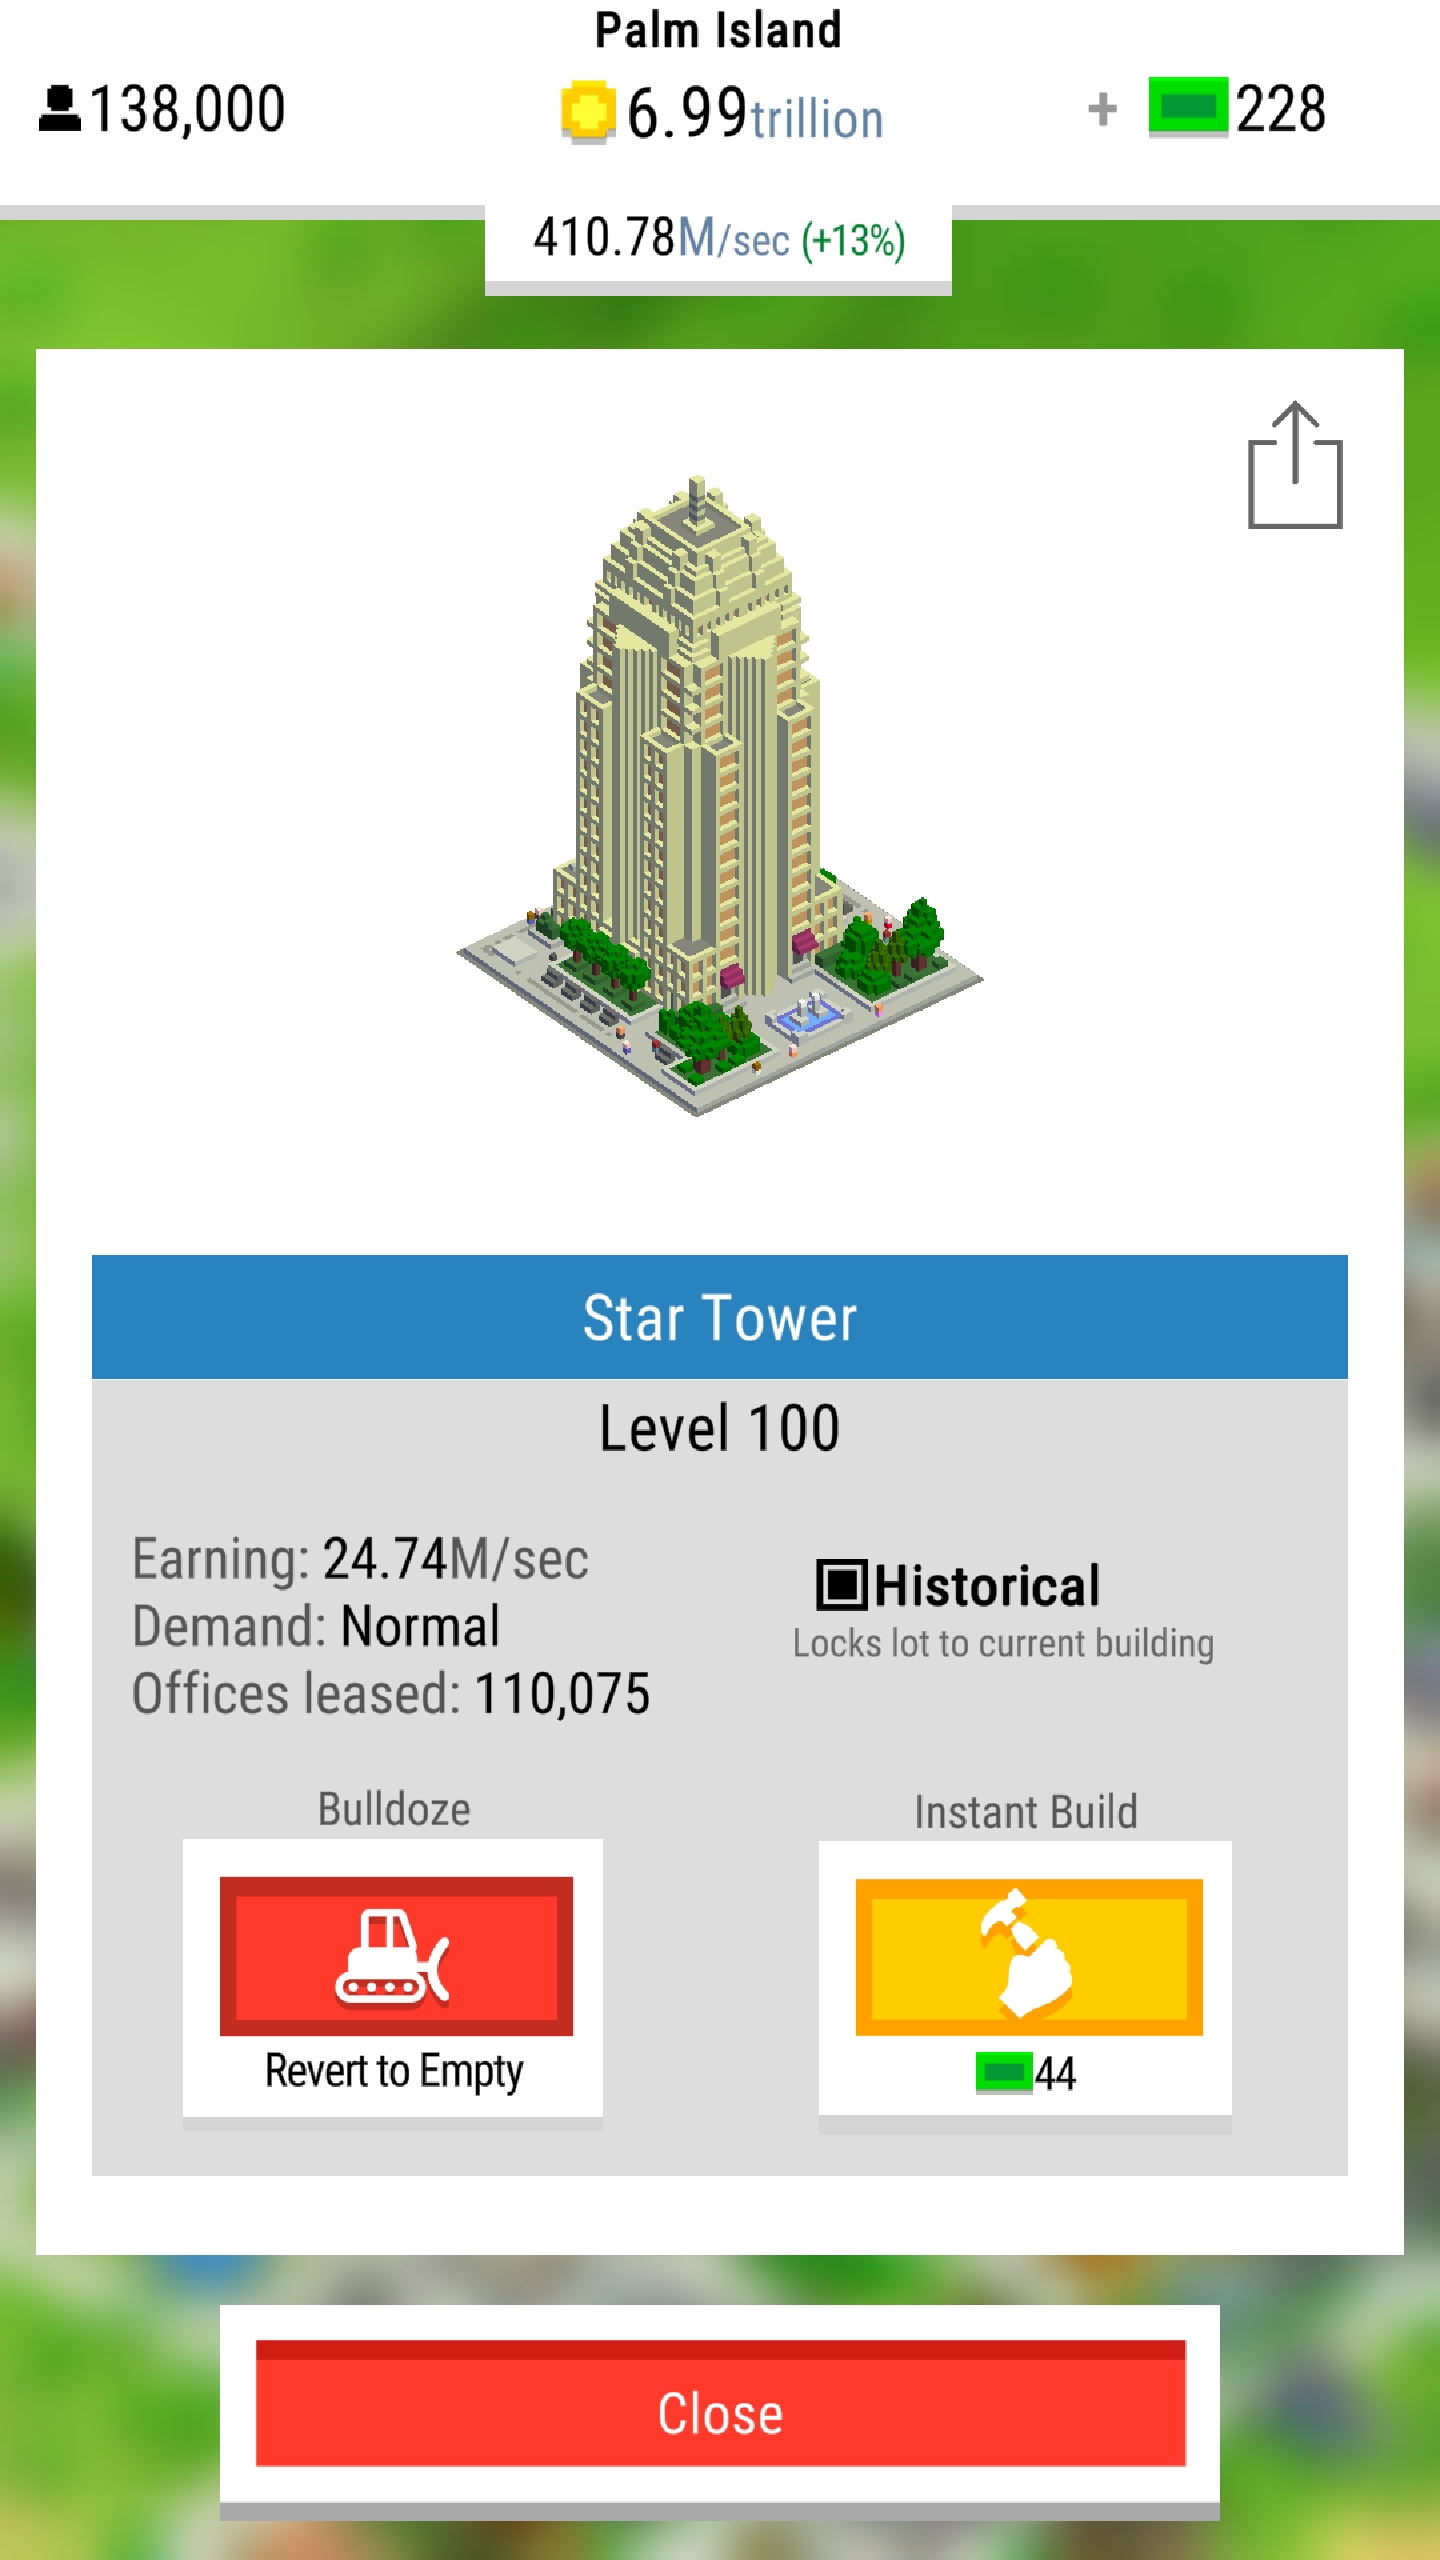 Palm Island
138,000
6.99trillion
+ 228
410.78M/sec (+13%)
Star Tower
Level 100
Earning: 24.74M/sec
Demand: Normal
Offices leased: 110,075
Historical
Locks lot to current building
Bulldoze
Revert to Empty
Instant Build
44
Close